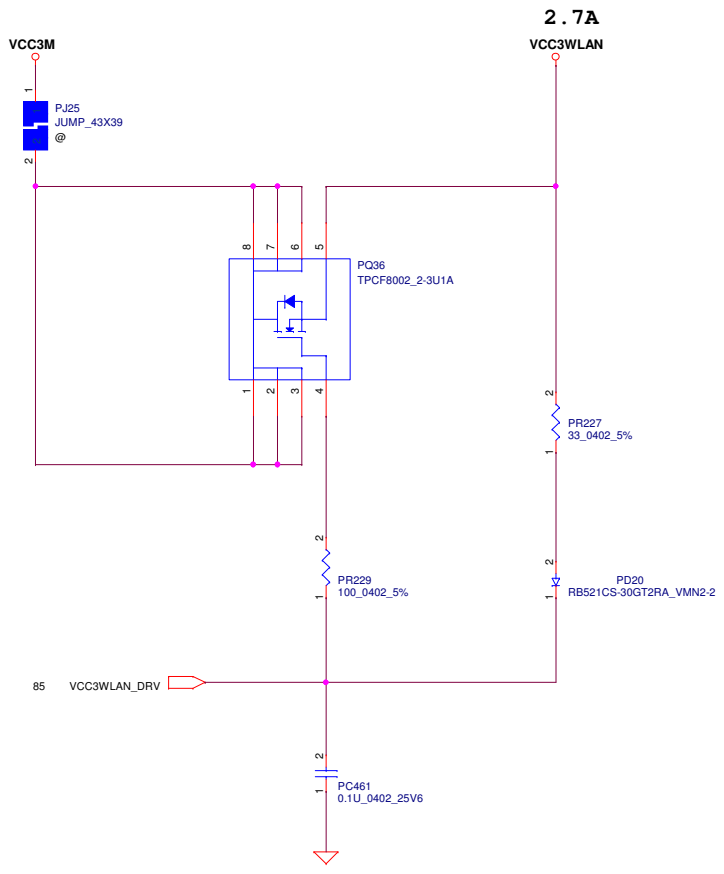 2.7A
VCC3M
VCC3WLAN
1
PJ25
JUMP_43X39
@
2
8
7
6
5
PQ36
TPCF8002_2-3U1A
1
2
3
4
2
PR227
33_0402_5%
1
2
PR229
100_0402_5%
1
2
PD20
RB521CS-30GT2RA_VMN2-2
1
85
VCC3WLAN_DRV
2
PC461
0.1U_0402_25V6
1